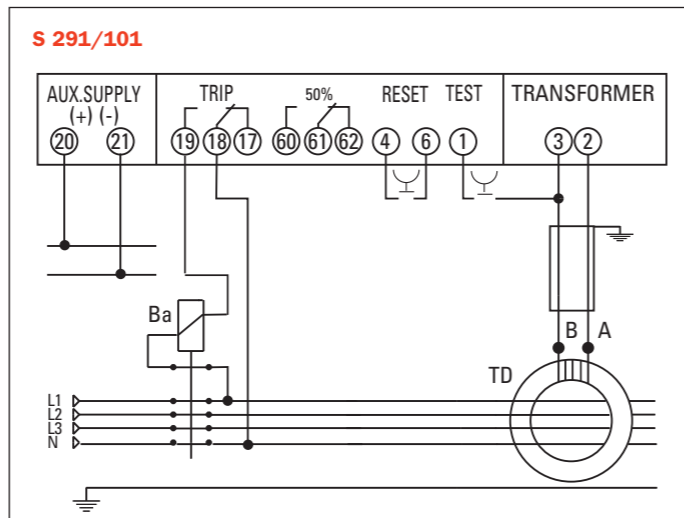 S 291/101
AUX.SUPPLY TRIP 50% RESET TEST TRANSFORMER
(+) (-)
20 21 19 18 17 60 61 62 4 6 1 3 2
Ba
B A
TD
L1
L2
L3
N